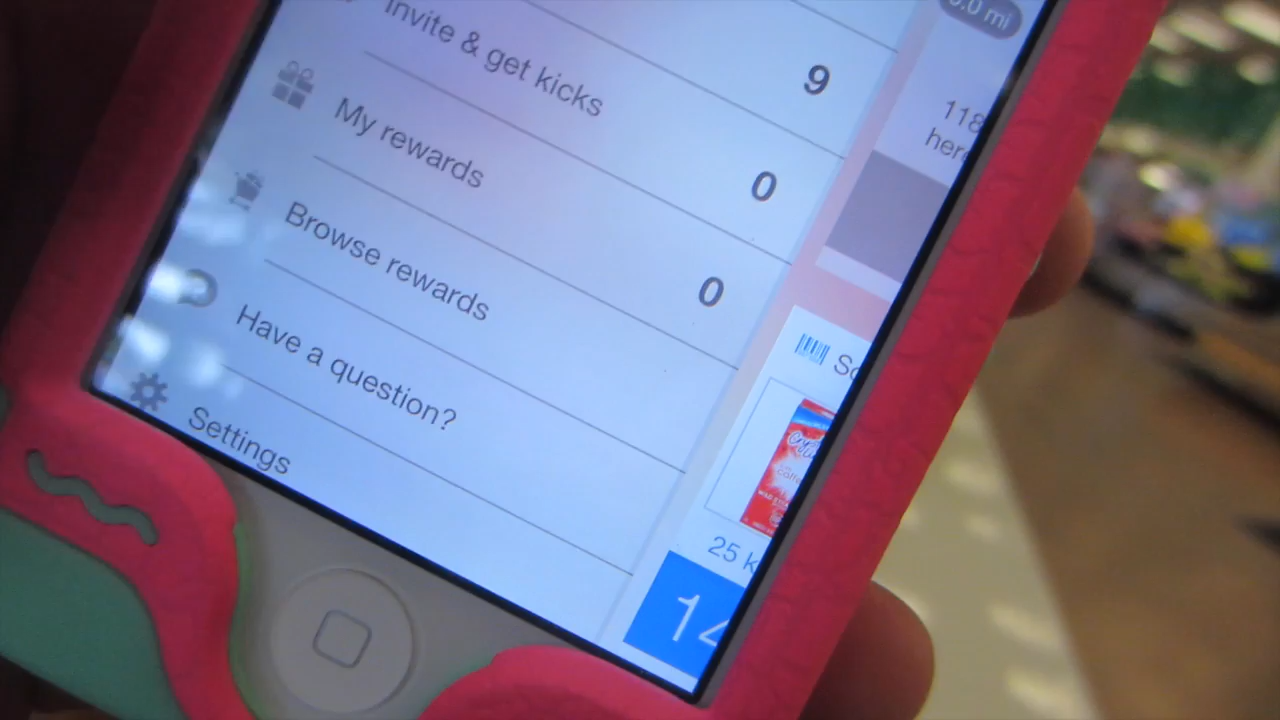 Invite & get kicks
9
My rewards
0
Browse rewards
0
Have a question?
Settings
.0 mi
118
here
Sc
25 k
14